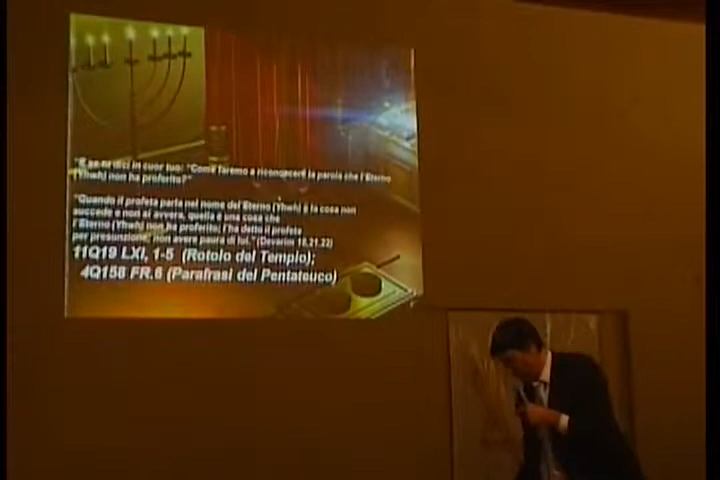 "E se tu dici in cuor tuo: "Come faremo a riconoscere la parola che l'Eterno
(Yhwh) non ha proferito?"
"Quando il profeta parla nel nome del'Eterno (Yhwh) e la cosa non
succede e non si avvera, quella è una cosa che
l'Eterno (Yhwh) non ha proferito; l'ha detto il profeta
per presunzione; non avere paura di lui." (Devarim 18,21.22)
11Q19 LXI, 1-5 (Rotolo del Tempio);
4Q158 FR.6 (Parafrasi del Pentateuco)